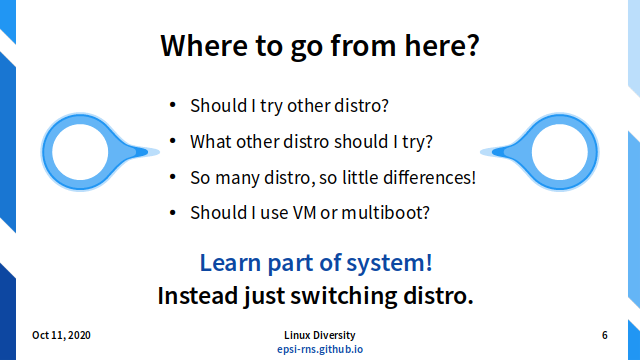 Where to go from here?
• Should I try other distro?
• What other distro should I try?
• So many distro, so little differences!
• Should I use VM or multiboot?
Learn part of system!
Instead just switching distro.
Oct 11, 2020
Linux Diversity
epsi-rns.github.io
6